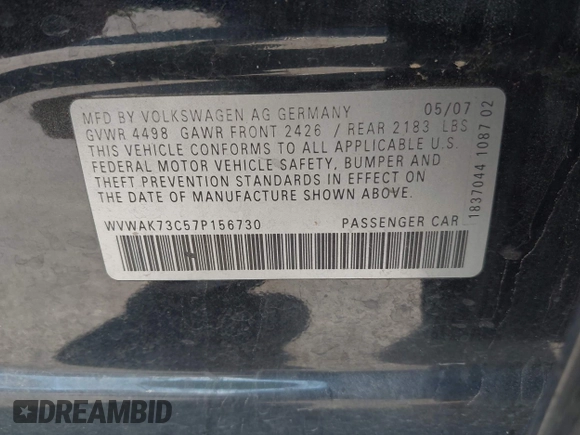 MFD BY VOLKSWAGEN AG GERMANY 05/07
GVWR 4498 GAWR FRONT 2426 / REAR 2183 LBS
THIS VEHICLE CONFORMS TO ALL APPLICABLE U.S.
FEDERAL MOTOR VEHICLE SAFETY, BUMPER AND
THEFT PREVENTION STANDARDS IN EFFECT ON
THE DATE OF MANUFACTURE SHOWN ABOVE.
WVWAK73C57P156730 PASSENGER CAR
1837044 1087 02
DREAMBID